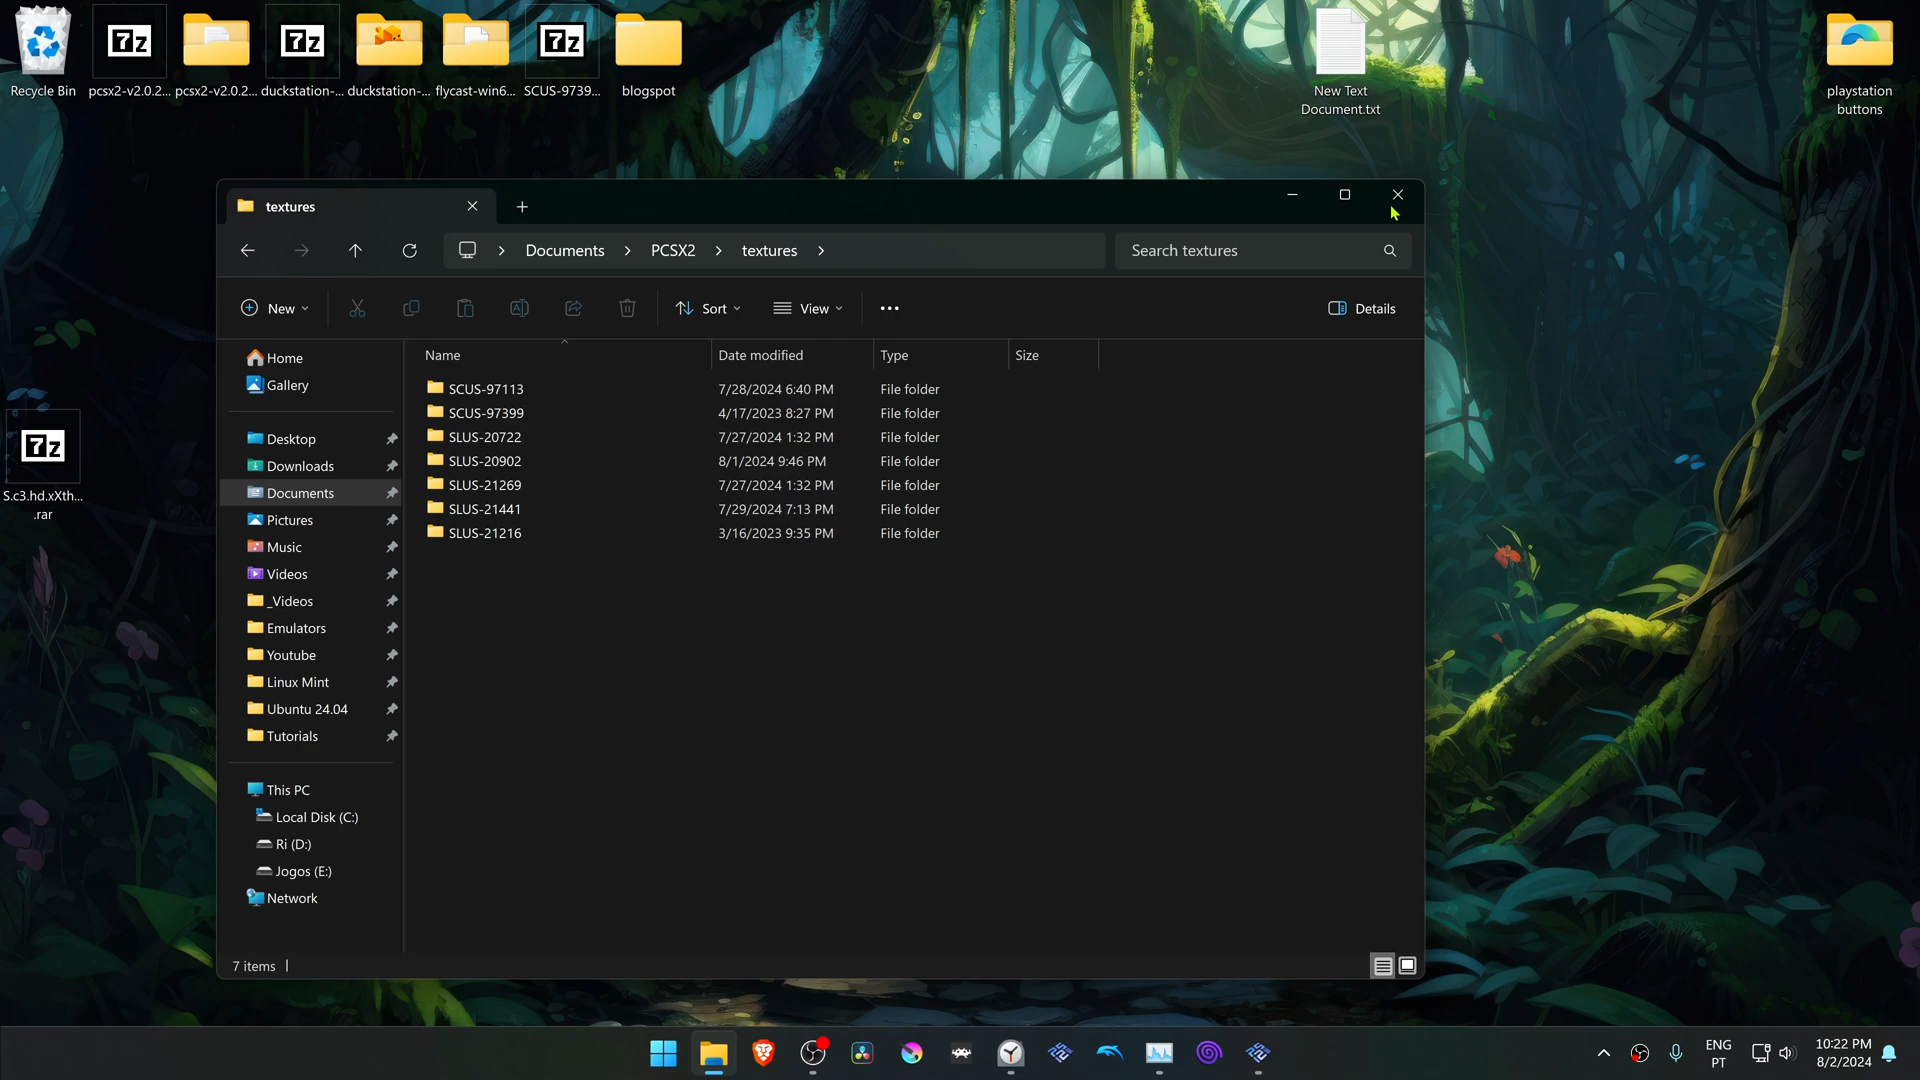 Recycle Bin
pcsx2-v2.0.2...
pcsx2-v2.0.2...
duckstation-...
duckstation-...
flycast-win6...
SCUS-9739...
blogspot
New Text
Document.txt
playstation
buttons
7z
7z
7z
textures
Documents
PCSX2
textures
Search textures
New
Sort
View
Details
Home
Gallery
Desktop
Downloads
Documents
Pictures
Music
Videos
_Videos
Emulators
Youtube
Linux Mint
Ubuntu 24.04
Tutorials
This PC
Local Disk (C:)
Ri (D:)
Jogos (E:)
Network
Name Date modified Type Size
SCUS-97113 7/28/2024 6:40 PM File folder
SCUS-97399 4/17/2023 8:27 PM File folder
SLUS-20722 7/27/2024 1:32 PM File folder
SLUS-20902 8/1/2024 9:46 PM File folder
SLUS-21269 7/27/2024 1:32 PM File folder
SLUS-21441 7/29/2024 7:13 PM File folder
SLUS-21216 3/16/2023 9:35 PM File folder
7z
S.c3.hd.xXth...
.rar
7 items
ENG
PT
10:22 PM
8/2/2024